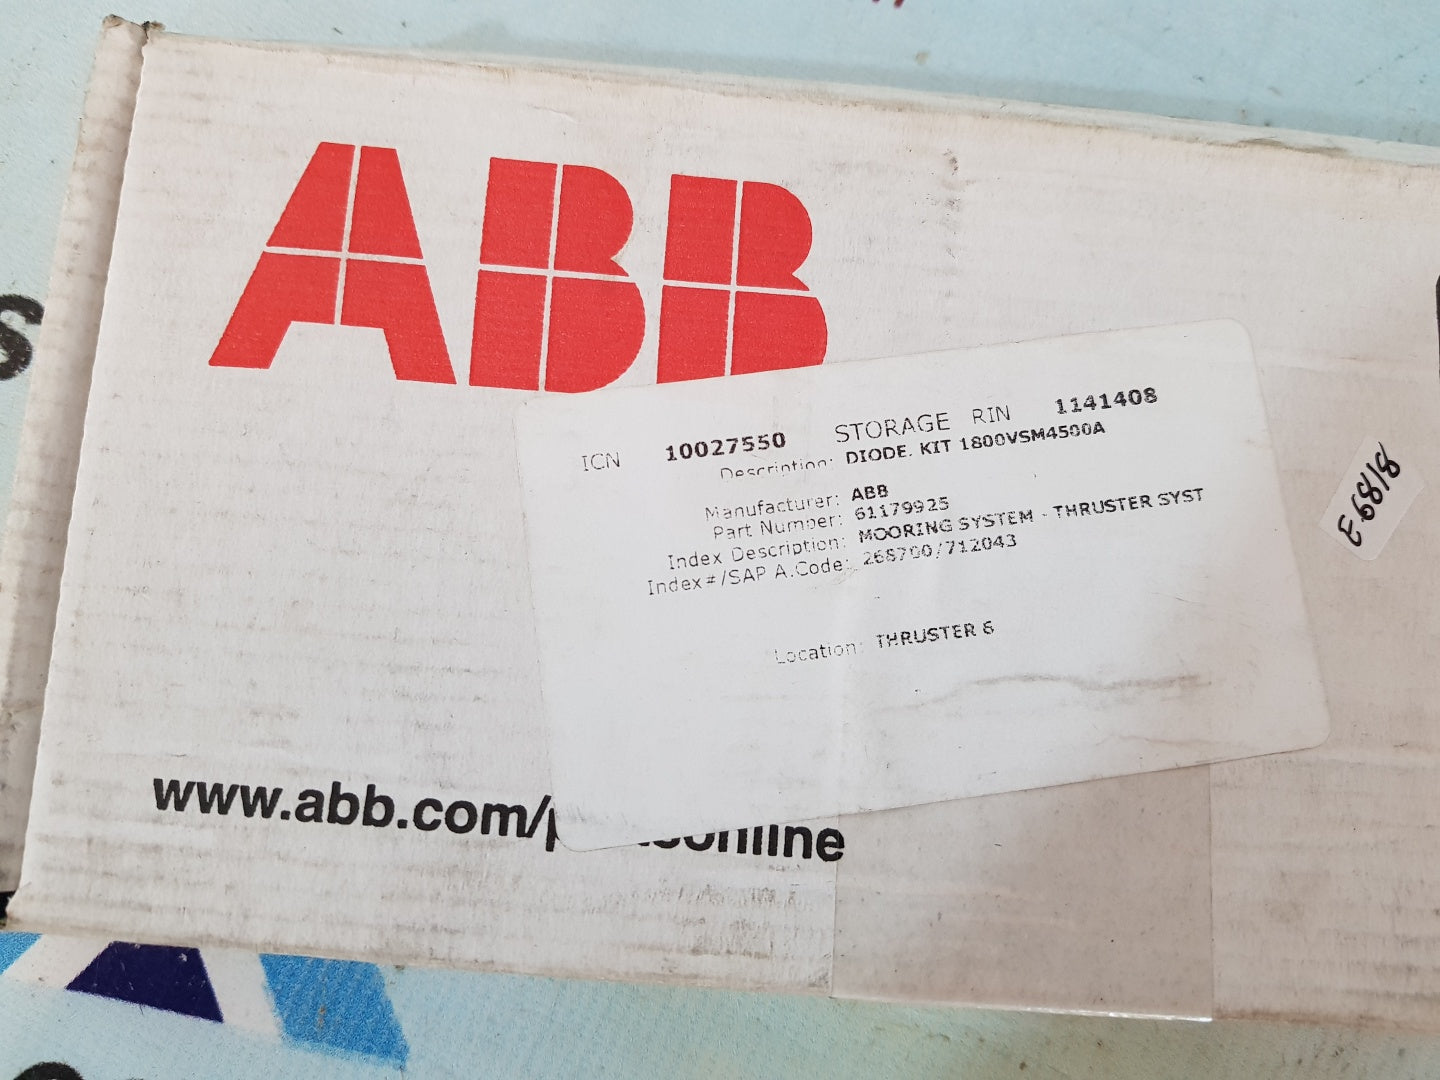 ABB
ICN 10027550 STORAGE RIN 1141408
Description: DIODE, KIT 1800VSM4500A
Manufacturer: ABB
Part Number: 61179925
Index Description: MOORING SYSTEM - THRUSTER SYST
Index#/SAP A.Code: 268700/712043
Location: THRUSTER 6
E6818
www.abb.com/
online